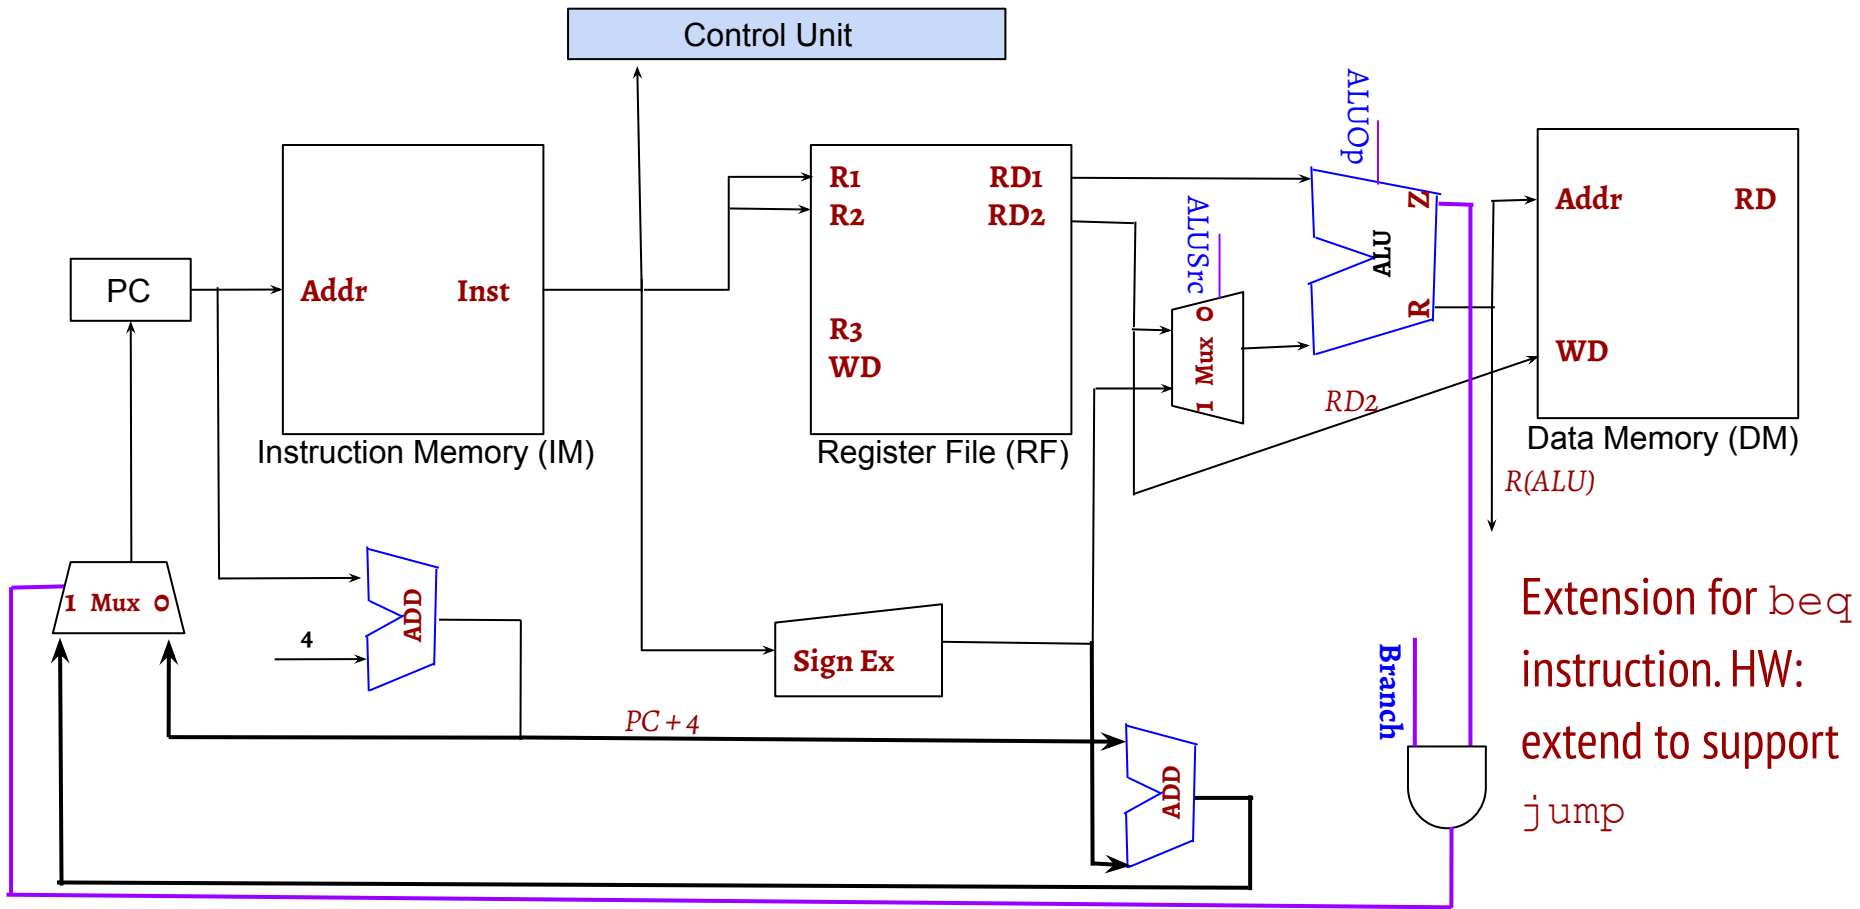 Control Unit
ALUOp
R1
RD1
R2
RD2
Addr
RD
Z
ALUSrc
ALU
PC
Addr
Inst
R3
WD
0
Mux
1
R
WD
RD2
Instruction Memory (IM)
Register File (RF)
Data Memory (DM)
R(ALU)
1 Mux 0
ADD
4
Sign Ex
Extension for beq
instruction. HW:
extend to support
jump
Branch
PC + 4
ADD